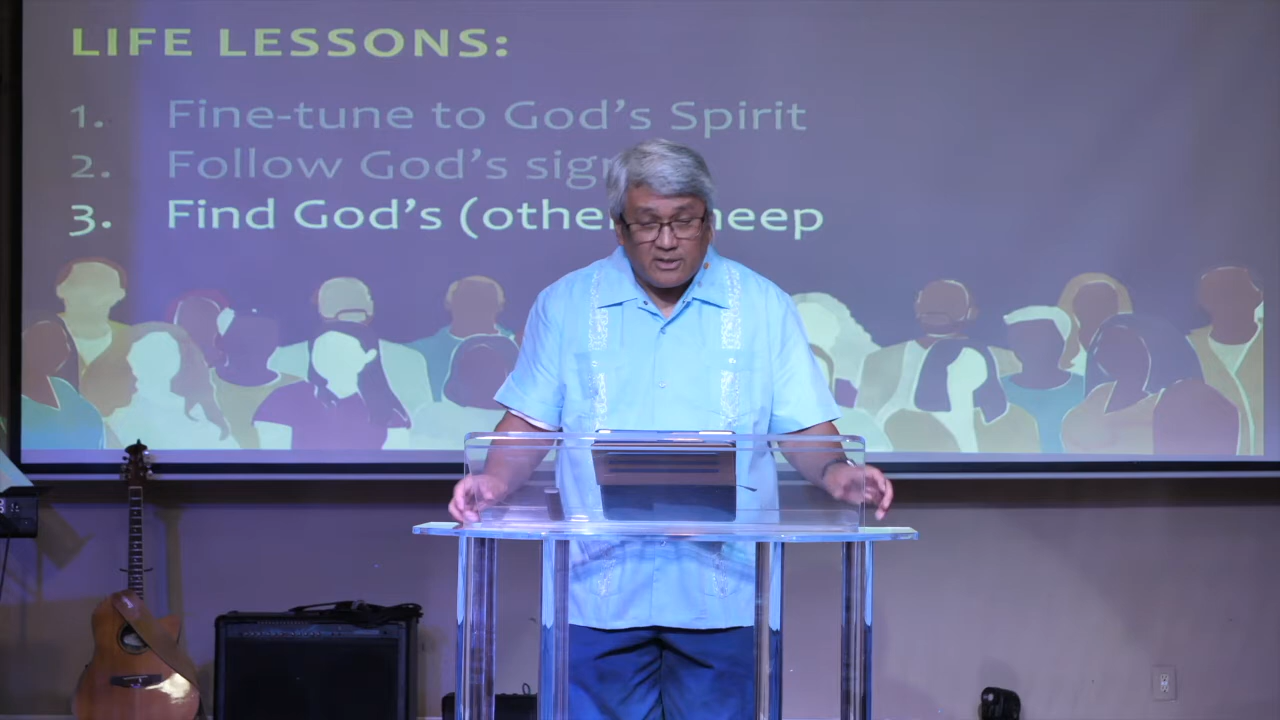 LIFE LESSONS:
1. Fine-tune to God's Spirit
2. Follow God's
3. Find God's